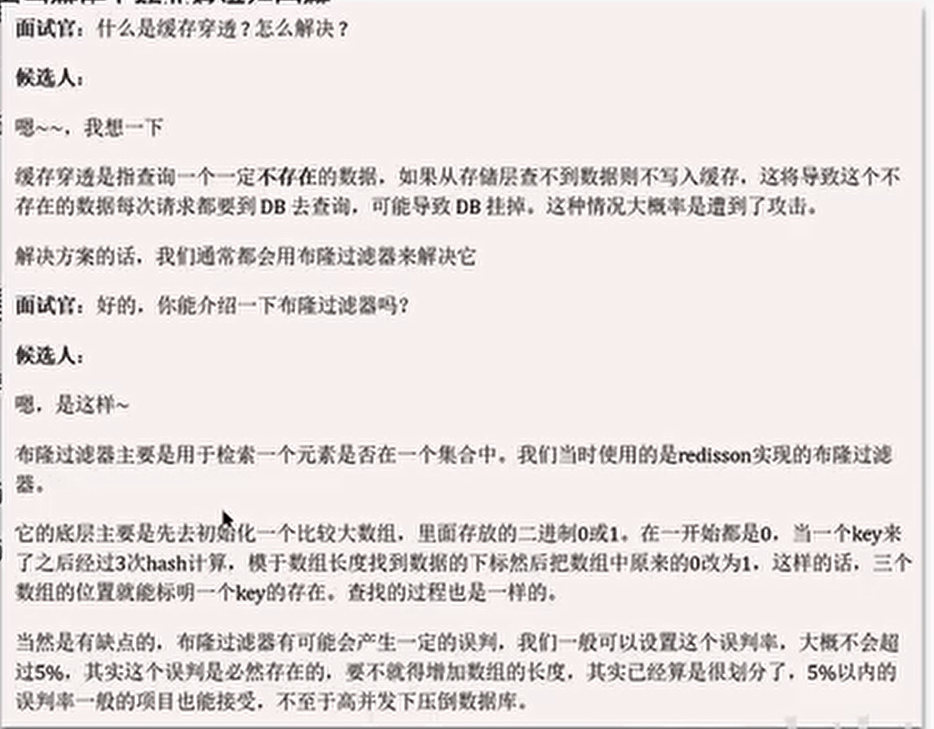 面试官：什么是缓存穿透？怎么解决？
候选人：
嗯~~，我想一下
缓存穿透是指查询一个一定不存在的数据，如果从存储层查不到数据则不写入缓存，这将导致这个不
存在的数据每次请求都要到 DB 去查询，可能导致 DB 挂掉。这种情况大概率是遭到了攻击。
解决方案的话，我们通常都会用布隆过滤器来解决它
面试官：好的，你能介绍一下布隆过滤器吗？
候选人：
嗯，是这样~
布隆过滤器主要是用于检索一个元素是否在一个集合中。我们当时使用的是redisson实现的布隆过滤
器。
它的底层主要是先去初始化一个比较大数组，里面存放的二进制0或1。在一开始都是0，当一个key来
了之后经过3次hash计算，模于数组长度找到数据的下标然后把数组中原来的0改为1，这样的话，三个
数组的位置就能标明一个key的存在。查找的过程也是一样的。
当然是有缺点的，布隆过滤器有可能会产生一定的误判，我们一般可以设置这个误判率，大概不会超
过5%，其实这个误判是必然存在的，要不就得增加数组的长度，其实已经算是很划分了，5%以内的
误判率一般的项目也能接受，不至于高并发下压倒数据库。